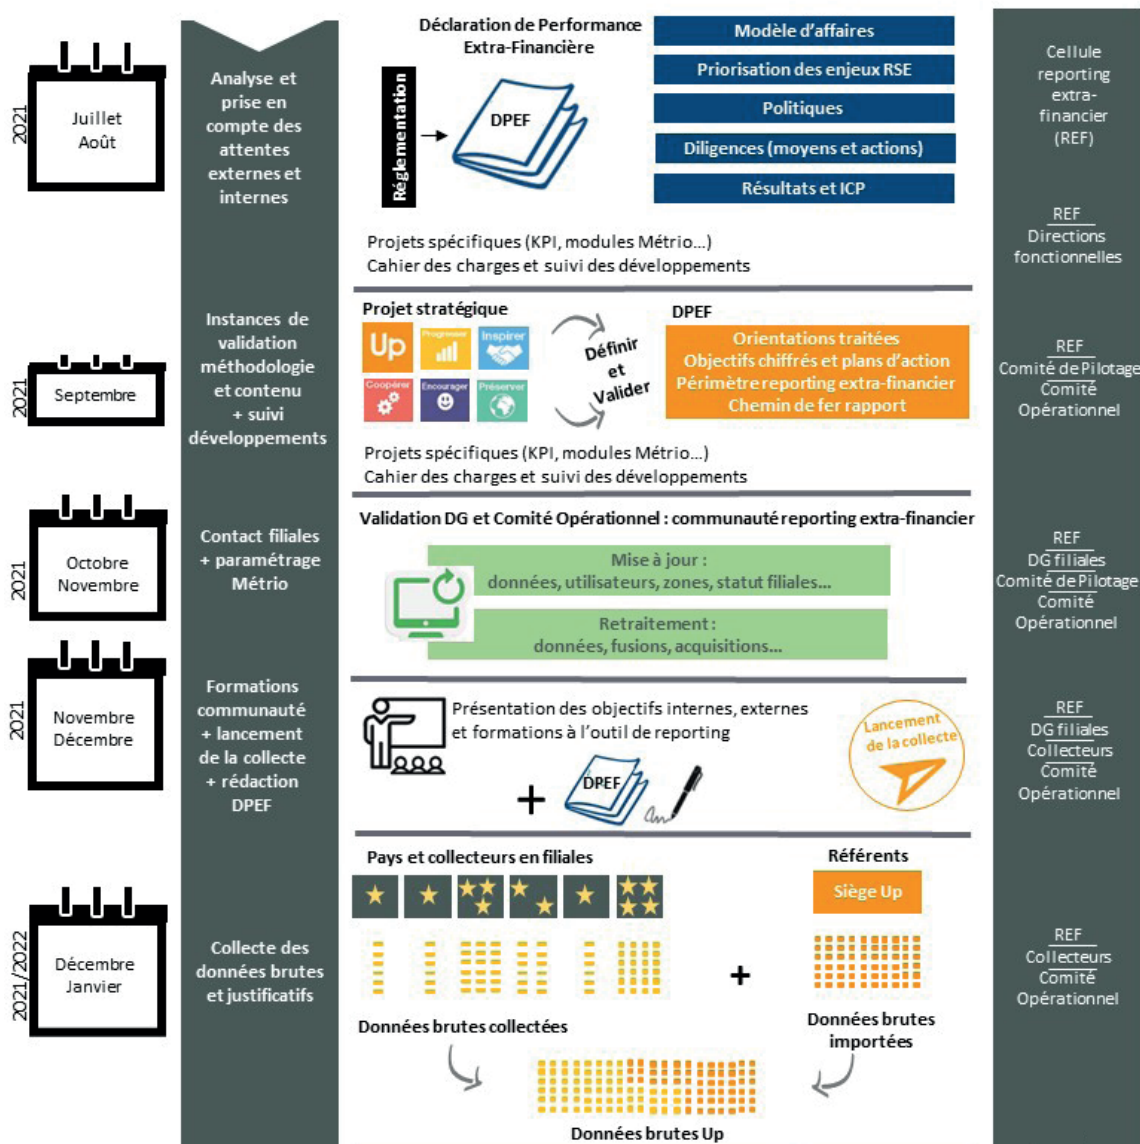 2021
Juillet
Août
Analyse et
prise en
compte des
attentes
externes et
internes
Déclaration de Performance
Extra-Financière
Réglementation
DPEF
Modèle d'affaires
Priorisation des enjeux RSE
Politiques
Diligences (moyens et actions)
Résultats et ICP
Projets spécifiques (KPI, modules Métrio...)
Cahier des charges et suivi des développements
Cellule
reporting
extra-
financier
(REF)
REF
Directions
fonctionnelles
2021
Septembre
Instances de
validation
méthodologie
et contenu
+ suivi
développements
Projet stratégique
Up
Progresser
Inspirer
Coopérer
Encourager
Préserver
Définir
et
Valider
DPEF
Orientations traitées
Objectifs chiffrés et plans d'action
Périmètre reporting extra-financier
Chemin de fer rapport
Projets spécifiques (KPI, modules Métrio...)
Cahier des charges et suivi des développements
REF
Comité de Pilotage
Comité
Opérationnel
2021
Octobre
Novembre
Contact filiales
+ paramétrage
Métrio
Validation DG et Comité Opérationnel : communauté reporting extra-financier
Mise à jour :
données, utilisateurs, zones, statut filiales...
Retraitement :
données, fusions, acquisitions...
REF
DG filiales
Comité de Pilotage
Comité
Opérationnel
2021
Novembre
Décembre
Formations
communauté
+ lancement
de la collecte
+ rédaction
DPEF
Présentation des objectifs internes, externes
et formations à l'outil de reporting
+
DPEF
Lancement
de la collecte
REF
DG filiales
Collecteurs
Comité
Opérationnel
2021/2022
Décembre
Janvier
Collecte des
données brutes
et justificatifs
Pays et collecteurs en filiales
Référents
Siège Up
+
Données brutes collectées
Données brutes
importées
Données brutes Up
REF
Collecteurs
Comité
Opérationnel